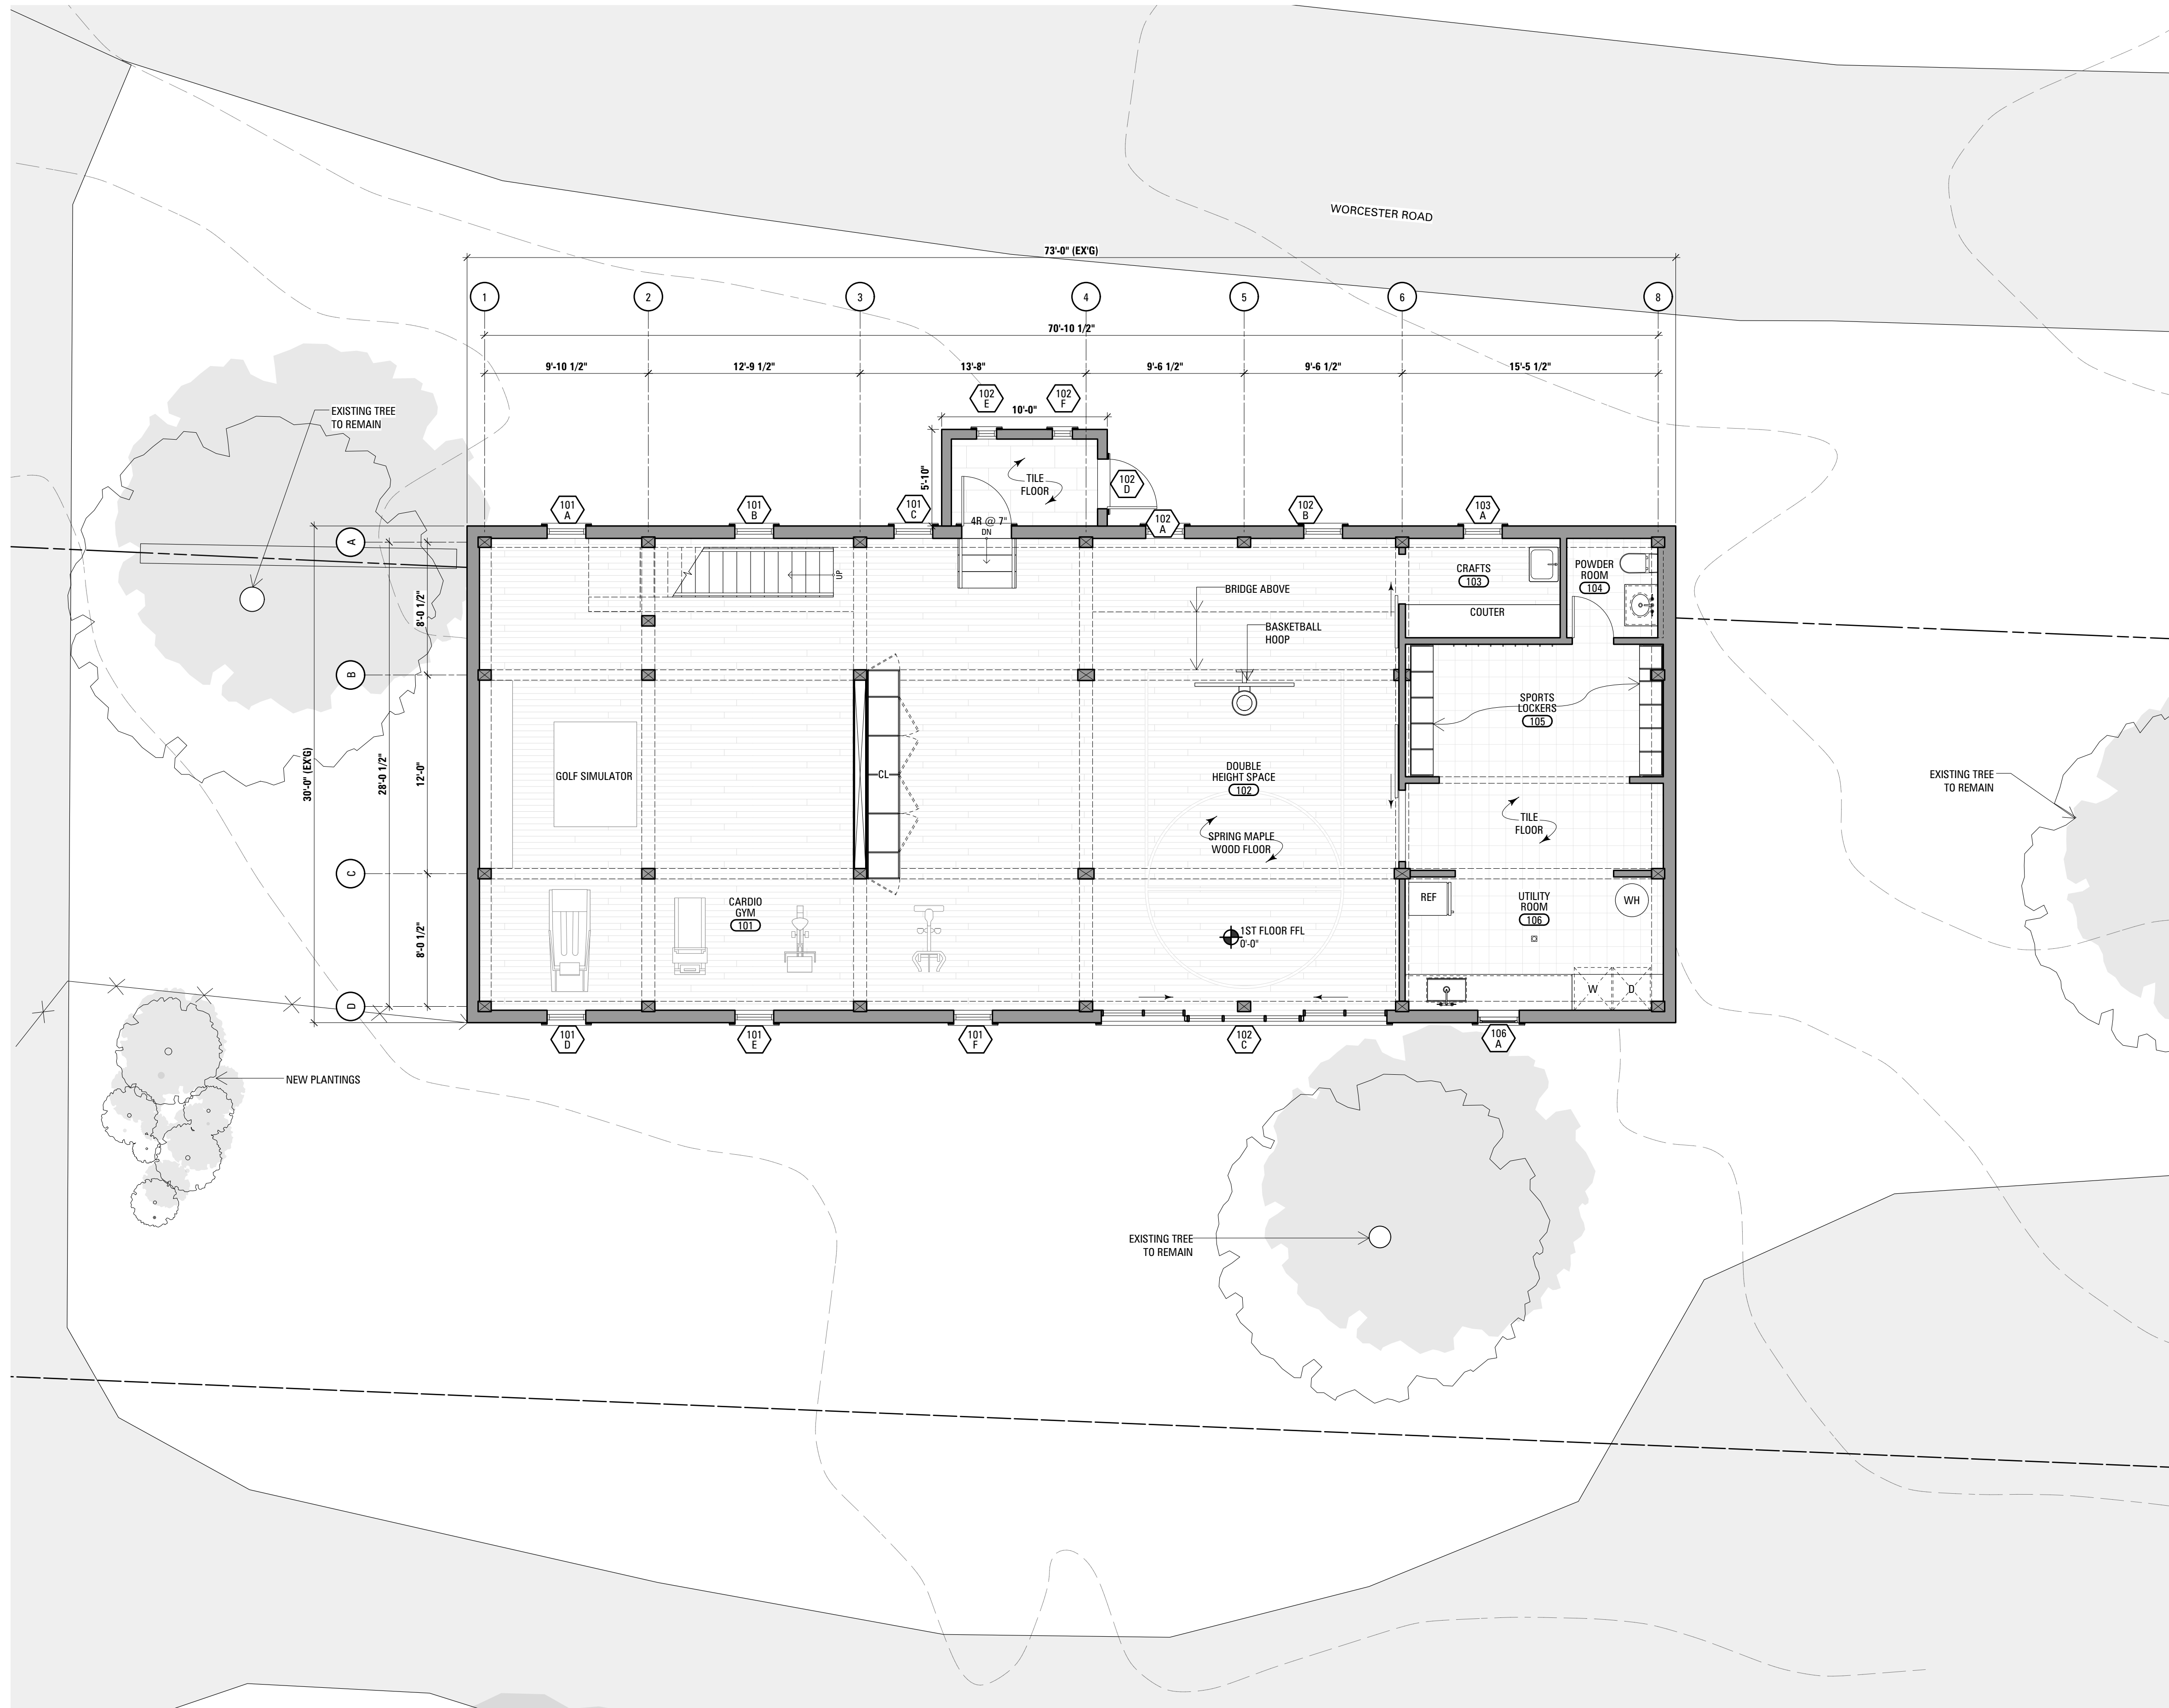 WORCESTER ROAD
73'-0" (EX'G)
1
2
3
4
5
6
8
70'-10 1/2"
9'-10 1/2"
12'-9 1/2"
13'-8"
9'-6 1/2"
9'-6 1/2"
15'-5 1/2"
102
E
102
F
10'-0"
EXISTING TREE
TO REMAIN
5'-10"
TILE
FLOOR
102
D
101
A
101
B
101
C
102
A
102
B
103
A
4R @ 7"
DN
A
UP
CRAFTS
103
POWDER
ROOM
104
BRIDGE ABOVE
COUTER
8'-0 1/2"
BASKETBALL
HOOP
B
SPORTS
LOCKERS
105
30'-0" (EX'G)
28'-0 1/2"
12'-0"
GOLF SIMULATOR
CL
DOUBLE
HEIGHT SPACE
102
EXISTING TREE
TO REMAIN
TILE
FLOOR
SPRING MAPLE
WOOD FLOOR
C
CARDIO
GYM
101
REF
UTILITY
ROOM
106
WH
8'-0 1/2"
1ST FLOOR FFL
0'-0"
W
D
D
101
D
101
E
101
F
102
C
106
A
NEW PLANTINGS
EXISTING TREE
TO REMAIN